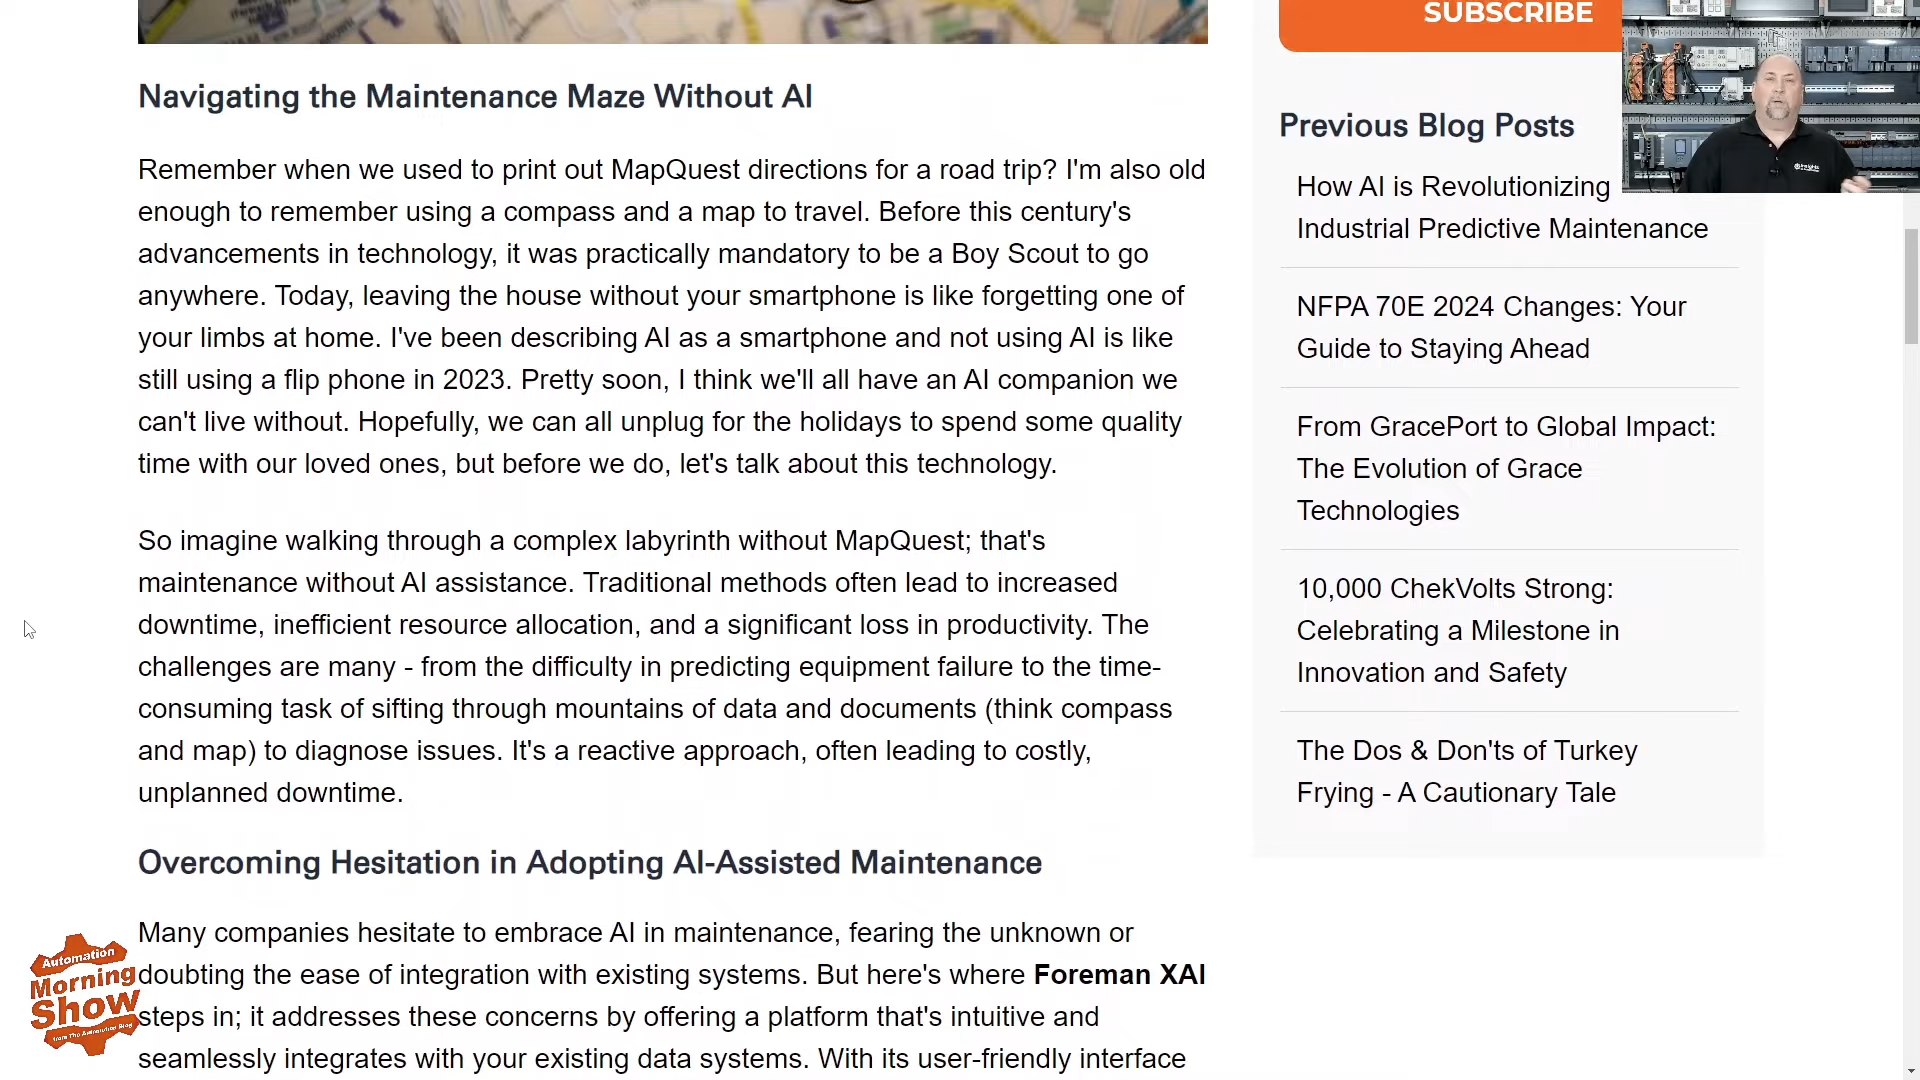 SUBSCRIBE
Navigating the Maintenance Maze Without AI
Remember when we used to print out MapQuest directions for a road trip? I'm also old
enough to remember using a compass and a map to travel. Before this century's
advancements in technology, it was practically mandatory to be a Boy Scout to go
anywhere. Today, leaving the house without your smartphone is like forgetting one of
your limbs at home. I've been describing AI as a smartphone and not using AI is like
still using a flip phone in 2023. Pretty soon, I think we'll all have an AI companion we
can't live without. Hopefully, we can all unplug for the holidays to spend some quality
time with our loved ones, but before we do, let's talk about this technology.
So imagine walking through a complex labyrinth without MapQuest; that's
maintenance without AI assistance. Traditional methods often lead to increased
downtime, inefficient resource allocation, and a significant loss in productivity. The
challenges are many - from the difficulty in predicting equipment failure to the time-
consuming task of sifting through mountains of data and documents (think compass
and map) to diagnose issues. It's a reactive approach, often leading to costly,
unplanned downtime.
Overcoming Hesitation in Adopting AI-Assisted Maintenance
Many companies hesitate to embrace AI in maintenance, fearing the unknown or
doubting the ease of integration with existing systems. But here's where Foreman XAI
steps in; it addresses these concerns by offering a platform that's intuitive and
seamlessly integrates with your existing data systems. With its user-friendly interface
Previous Blog Posts
How AI is Revolutionizing
Industrial Predictive Maintenance
NFPA 70E 2024 Changes: Your
Guide to Staying Ahead
From GracePort to Global Impact:
The Evolution of Grace
Technologies
10,000 ChekVolts Strong:
Celebrating a Milestone in
Innovation and Safety
The Dos & Don'ts of Turkey
Frying - A Cautionary Tale
Automation
Morning
Show
from The Automation Blog